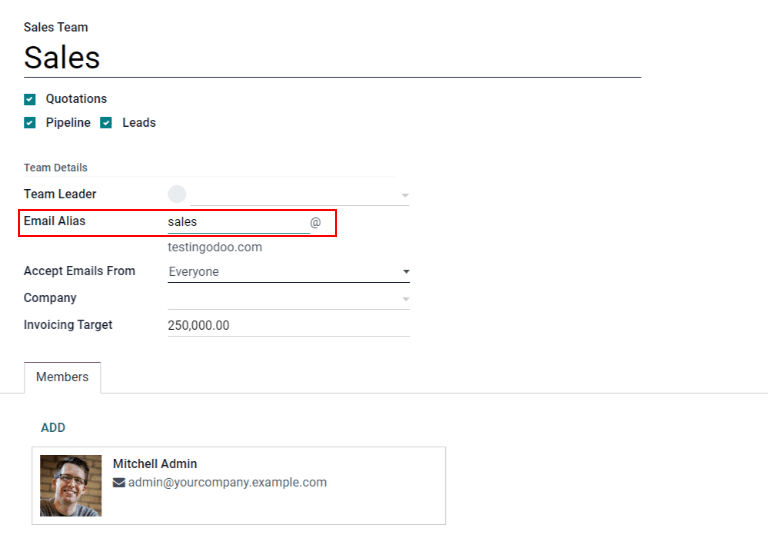 Sales Team
Sales
Quotations
Pipeline Leads
Team Details
Team Leader
Email Alias sales @
testingodoo.com
Accept Emails From Everyone
Company
Invoicing Target 250,000.00
Members
ADD
Mitchell Admin
admin@yourcompany.example.com